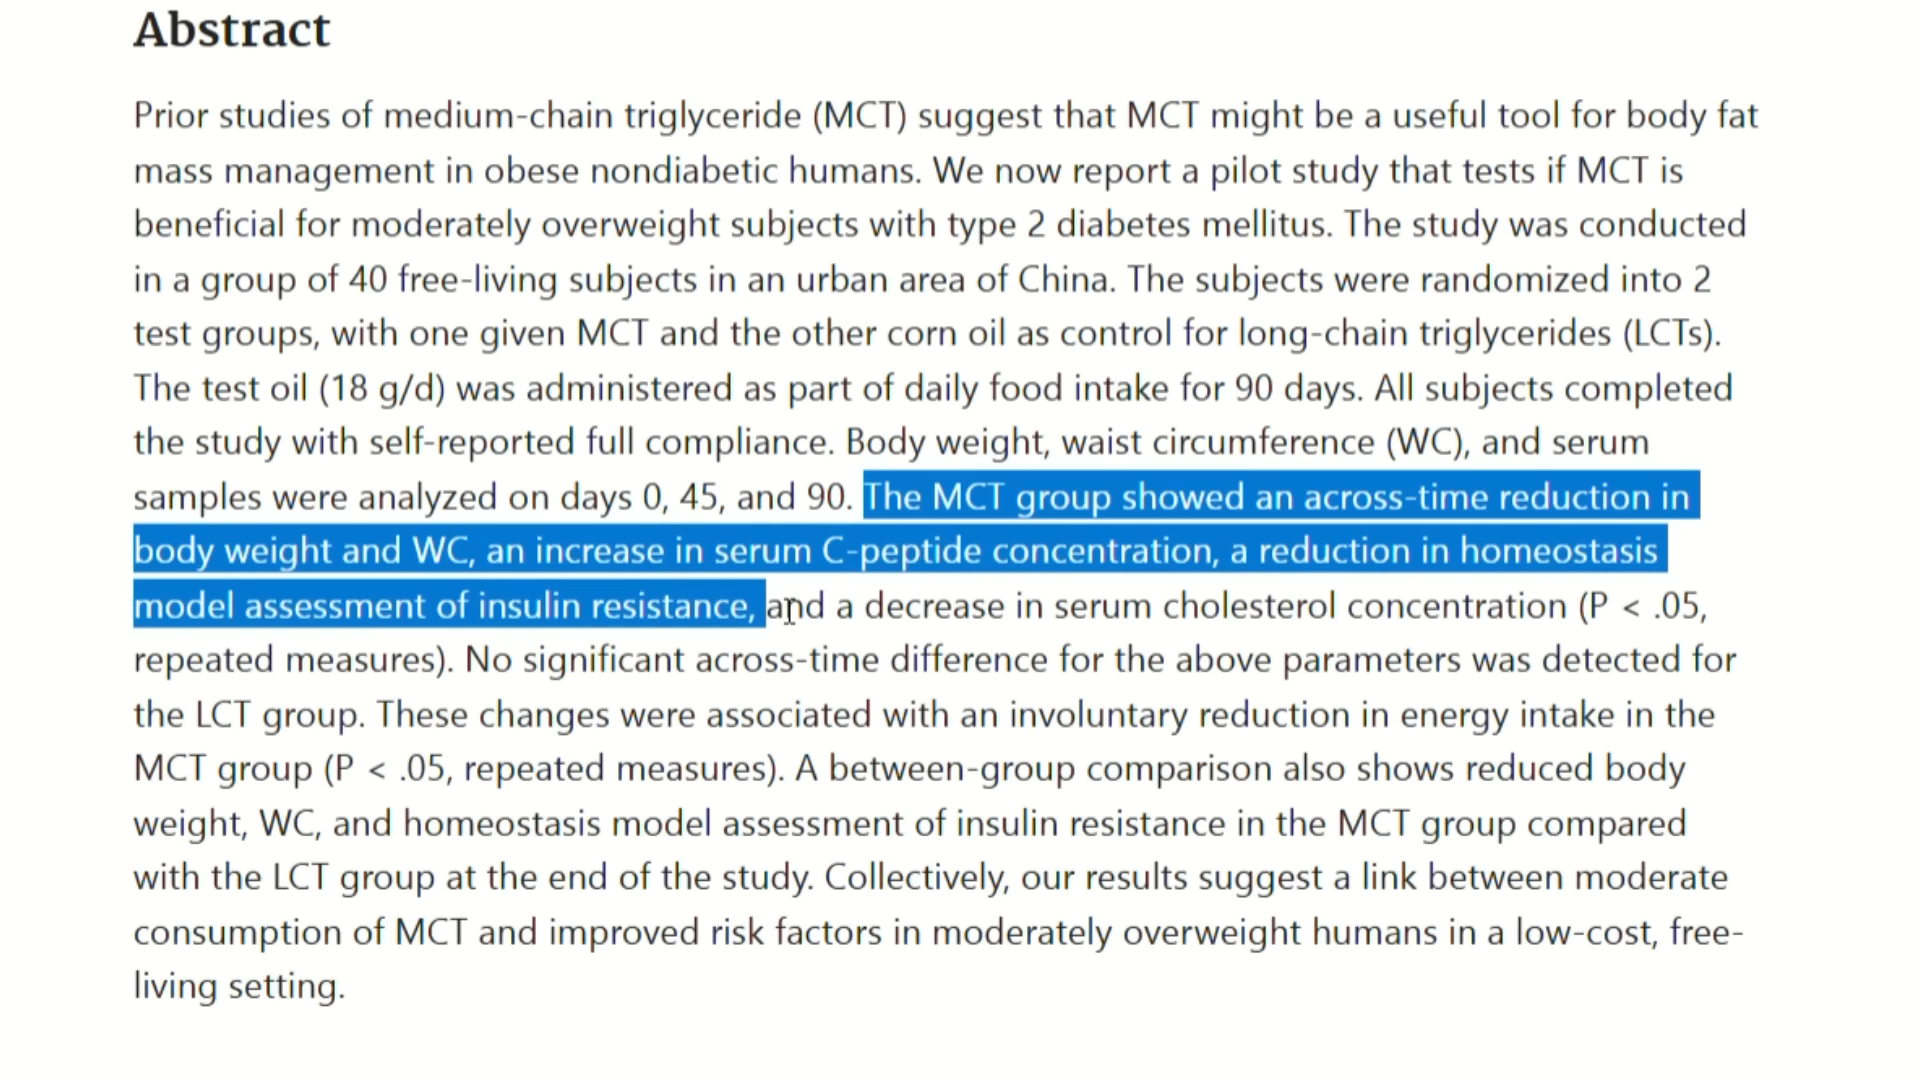 Abstract
Prior studies of medium-chain triglyceride (MCT) suggest that MCT might be a useful tool for body fat
mass management in obese nondiabetic humans. We now report a pilot study that tests if MCT is
beneficial for moderately overweight subjects with type 2 diabetes mellitus. The study was conducted
in a group of 40 free-living subjects in an urban area of China. The subjects were randomized into 2
test groups, with one given MCT and the other corn oil as control for long-chain triglycerides (LCTs).
The test oil (18 g/d) was administered as part of daily food intake for 90 days. All subjects completed
the study with self-reported full compliance. Body weight, waist circumference (WC), and serum
samples were analyzed on days 0, 45, and 90. The MCT group showed an across-time reduction in
body weight and WC, an increase in serum C-peptide concentration, a reduction in homeostasis
model assessment of insulin resistance, and a decrease in serum cholesterol concentration (P < .05,
repeated measures). No significant across-time difference for the above parameters was detected for
the LCT group. These changes were associated with an involuntary reduction in energy intake in the
MCT group (P < .05, repeated measures). A between-group comparison also shows reduced body
weight, WC, and homeostasis model assessment of insulin resistance in the MCT group compared
with the LCT group at the end of the study. Collectively, our results suggest a link between moderate
consumption of MCT and improved risk factors in moderately overweight humans in a low-cost, free-
living setting.